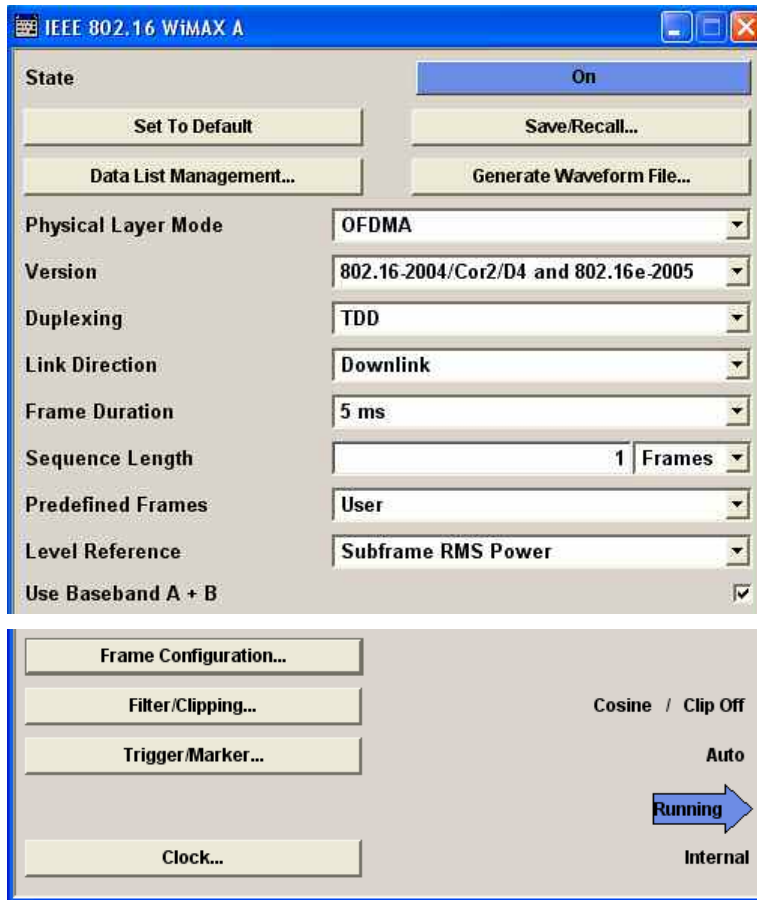 IEEE 802.16 WiMAX A
State On
Set To Default Save/Recall...
Data List Management... Generate Waveform File...
Physical Layer Mode OFDMA
Version 802.16-2004/Cor2/D4 and 802.16e-2005
Duplexing TDD
Link Direction Downlink
Frame Duration 5 ms
Sequence Length 1 Frames
Predefined Frames User
Level Reference Subframe RMS Power
Use Baseband A + B
Frame Configuration...
Filter/Clipping... Cosine / Clip Off
Trigger/Marker... Auto
Running
Clock... Internal